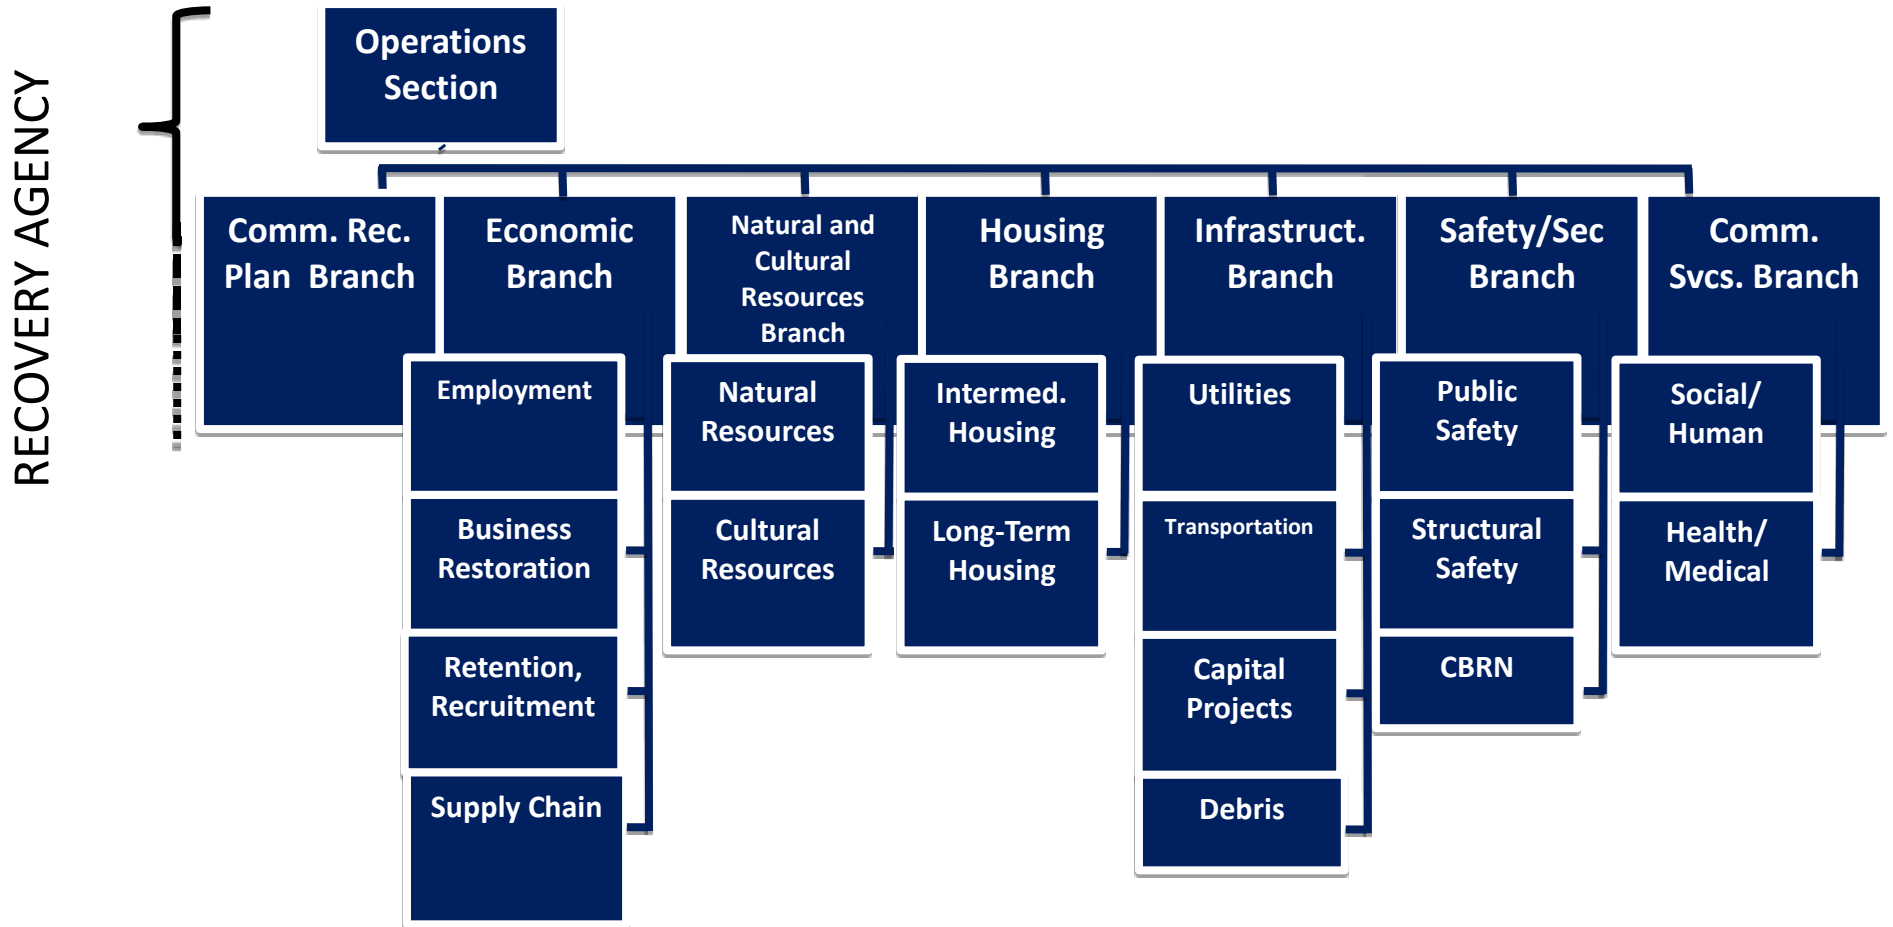 RECOVERY AGENCY
Operations
Section
Comm. Rec.
Plan  Branch
Economic
Branch
Natural and
Cultural
Resources
Branch
Housing
Branch
Infrastruct.
Branch
Safety/Sec
Branch
Comm.
Svcs. Branch
Employment
Business
Restoration
Retention,
Recruitment
Supply Chain
Natural
Resources
Cultural
Resources
Intermed.
Housing
Long-Term
Housing
Utilities
Transportation
Capital
Projects
Debris
Public
Safety
Structural
Safety
CBRN
Social/
Human
Health/
Medical